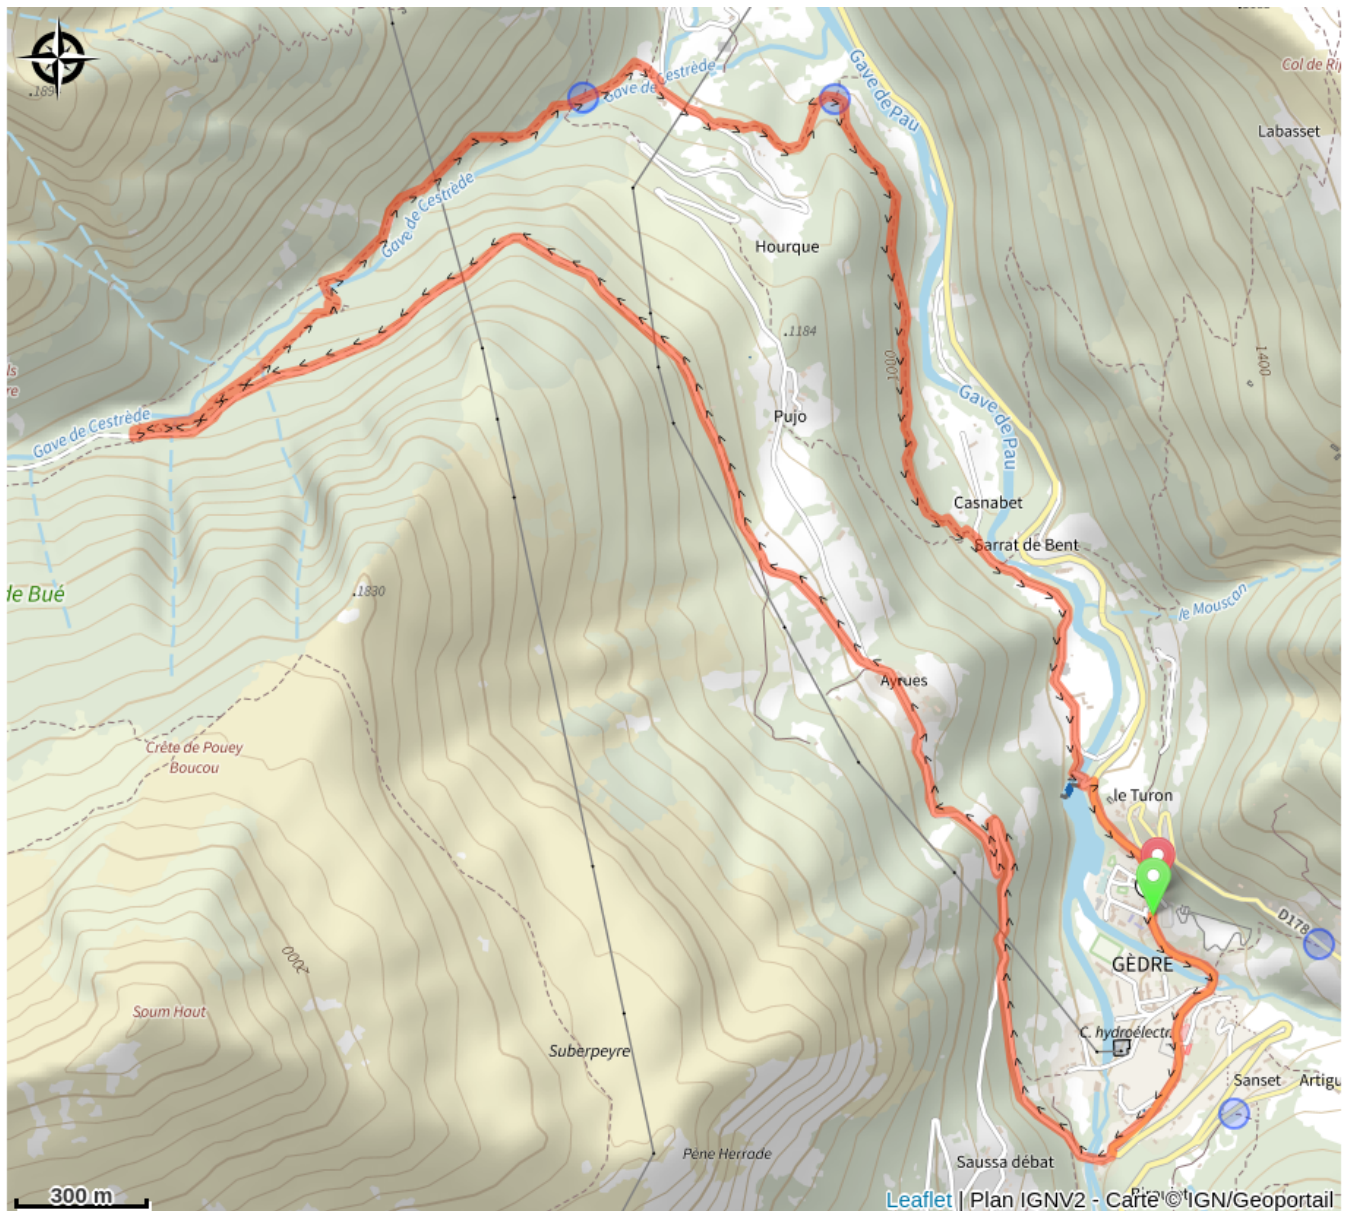 .189
Gave de Cestrède
Gave de Pau
Col de
Labasset
Gave de Cestrède
Hourque
.1184
1000
1400
Gave de Pau
Pujo
Gave de Cestrède
Casnabet
Sarrat de Bent
de Bué
.1830
le Mouscan
Ayrues
Crête de Pouey
Boucou
le Turon
D178
2000
GÈDRE
Soum Haut
C. hydroélectr.
Suberpeyre
Sanset
Artigu
Pène Herrade
Saussa débat
300 m
Leaflet | Plan IGNV2 - Carte © IGN/Geoportail